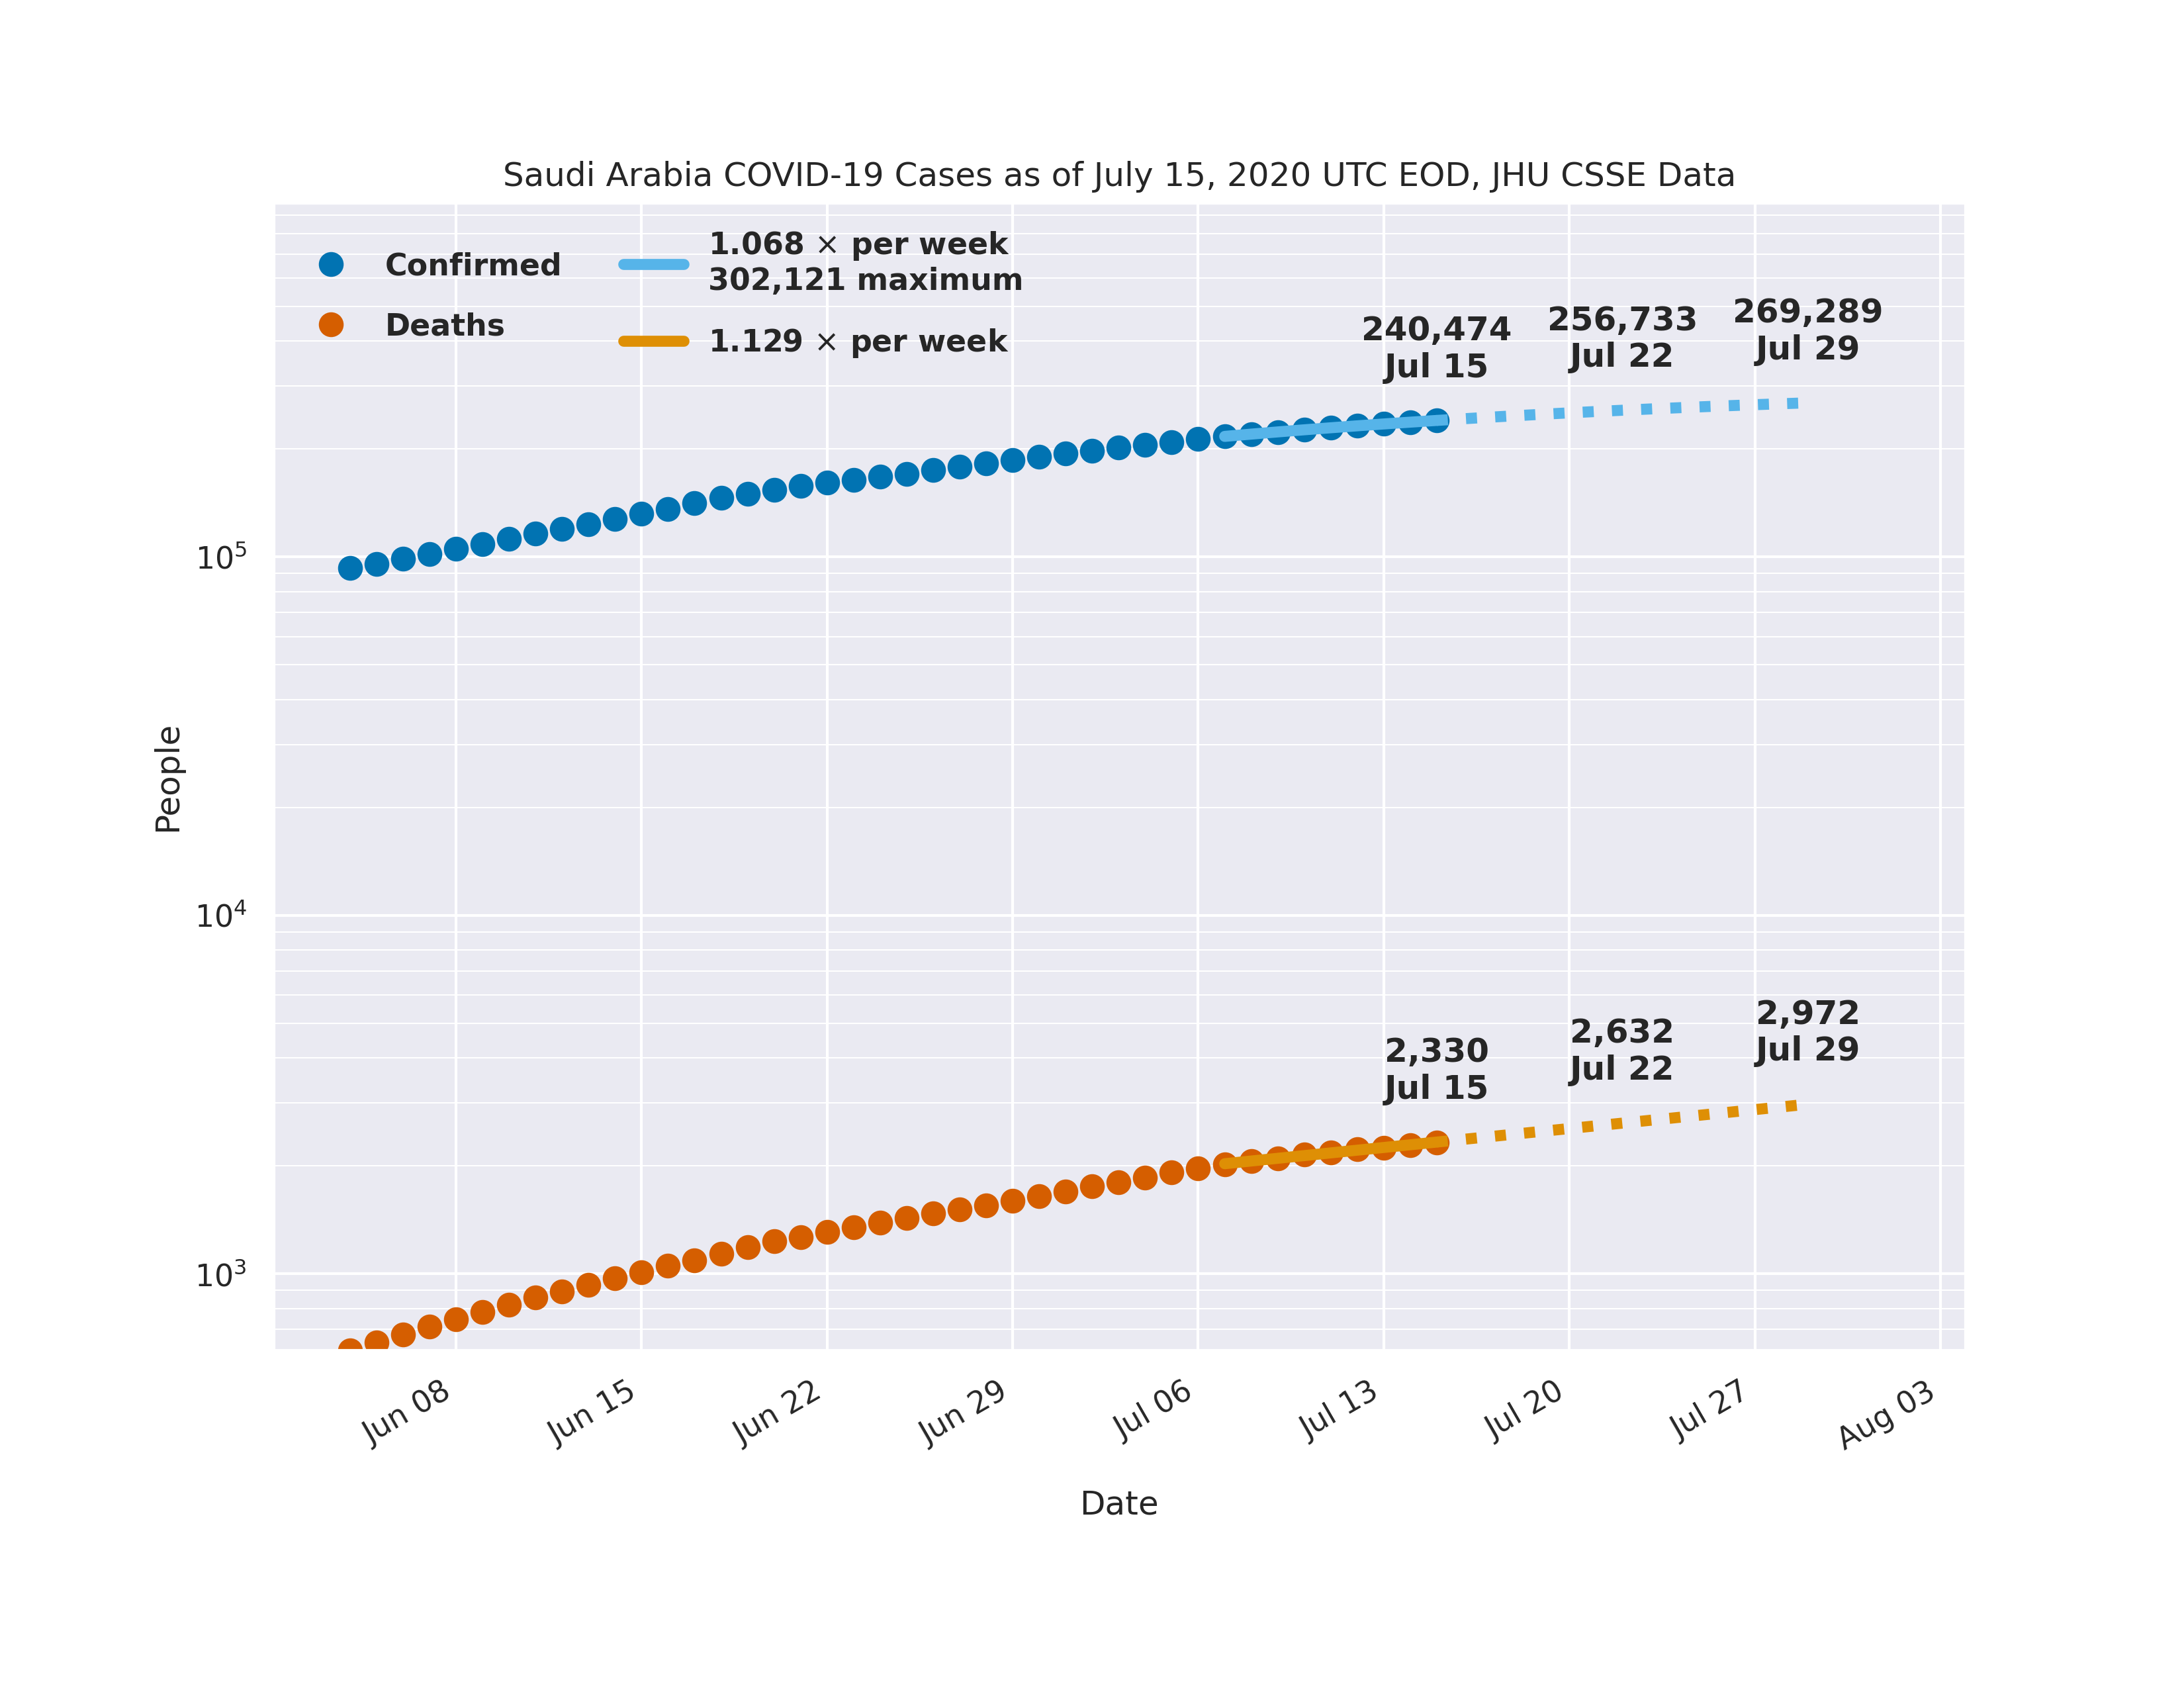 Saudi Arabia COVID-19 Cases as of July 15, 2020 UTC EOD, JHU CSSE Data
Confirmed
Deaths
1.068 × per week
302,121 maximum
1.129 × per week
240,474
Jul 15
256,733
Jul 22
269,289
Jul 29
2,330
Jul 15
2,632
Jul 22
2,972
Jul 29
People
10⁵
10⁴
10³
Jun 08
Jun 15
Jun 22
Jun 29
Jul 06
Jul 13
Jul 20
Jul 27
Aug 03
Date